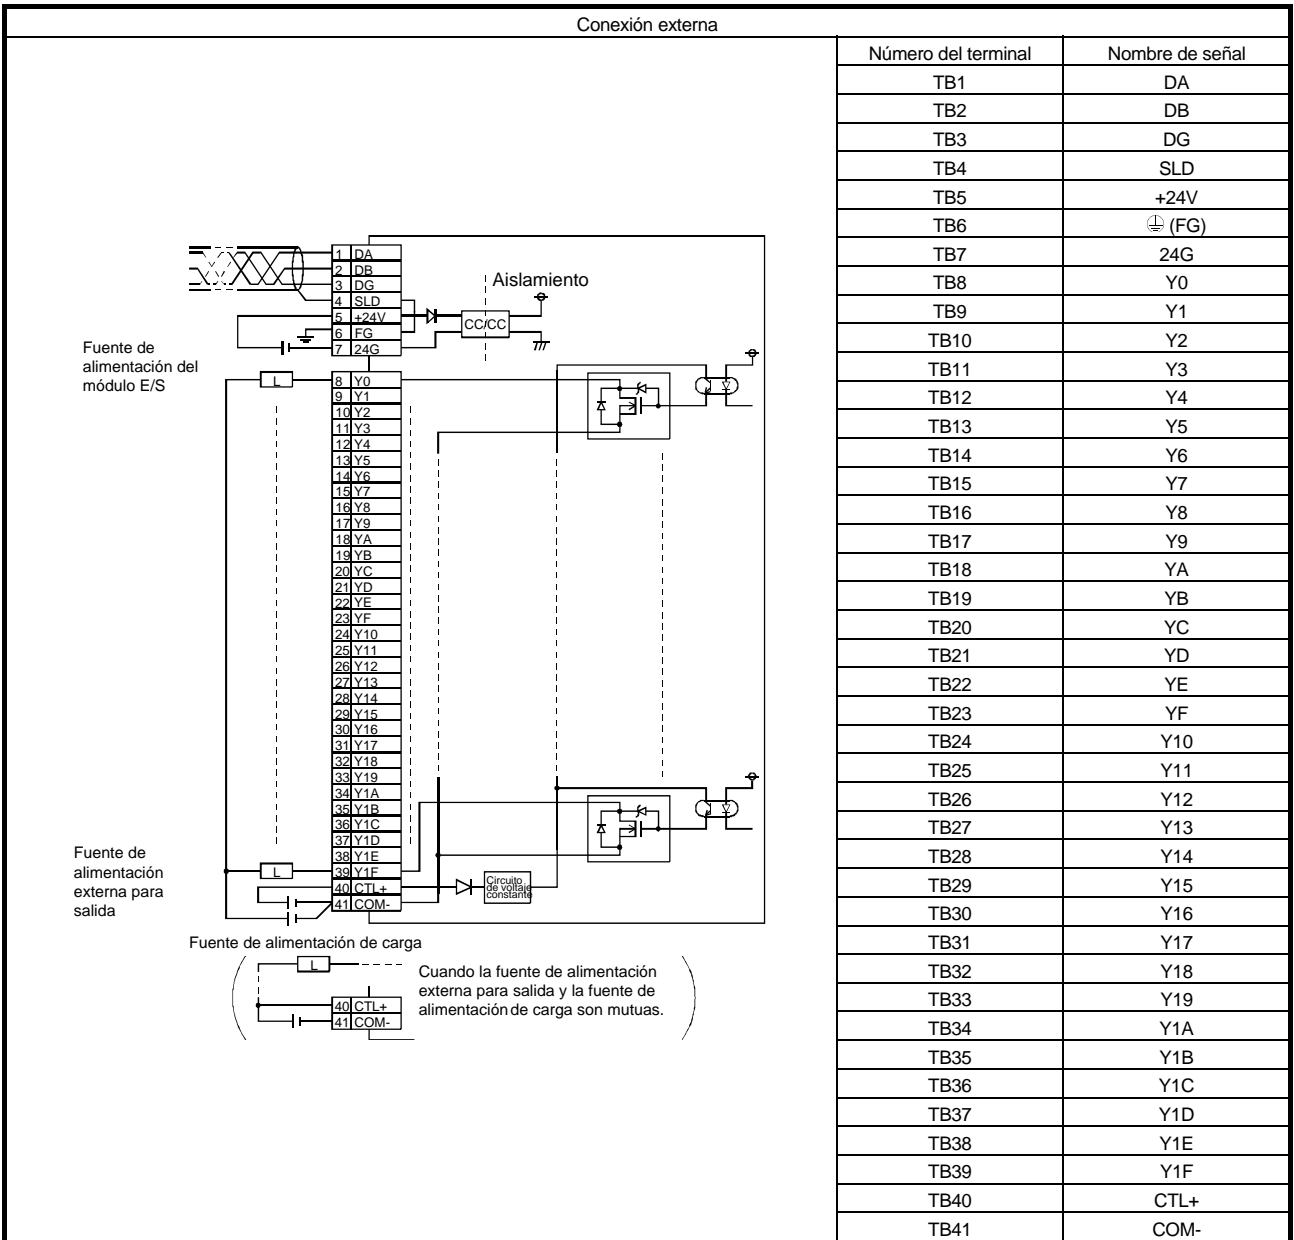 Conexión externa
Número del terminal Nombre de señal
TB1 DA
TB2 DB
TB3 DG
TB4 SLD
TB5 +24V
TB6 (FG)
TB7 24G
TB8 Y0
TB9 Y1
TB10 Y2
TB11 Y3
TB12 Y4
TB13 Y5
TB14 Y6
TB15 Y7
TB16 Y8
TB17 Y9
TB18 YA
TB19 YB
TB20 YC
TB21 YD
TB22 YE
TB23 YF
TB24 Y10
TB25 Y11
TB26 Y12
TB27 Y13
TB28 Y14
TB29 Y15
TB30 Y16
TB31 Y17
TB32 Y18
TB33 Y19
TB34 Y1A
TB35 Y1B
TB36 Y1C
TB37 Y1D
TB38 Y1E
TB39 Y1F
TB40 CTL+
TB41 COM-
1 DA
2 DB
3 DG
4 SLD
5 +24V
6 FG
7 24G
Aislamiento
CC/CC
Fuente de
alimentación del
módulo E/S
L
8 Y0
9 Y1
10 Y2
11 Y3
12 Y4
13 Y5
14 Y6
15 Y7
16 Y8
17 Y9
18 YA
19 YB
20 YC
21 YD
22 YE
23 YF
24 Y10
25 Y11
26 Y12
27 Y13
28 Y14
29 Y15
30 Y16
31 Y17
32 Y18
33 Y19
34 Y1A
35 Y1B
36 Y1C
37 Y1D
38 Y1E
39 Y1F
40 CTL+
41 COM-
L
Circuito
de voltaje
constante
Fuente de
alimentación
externa para
salida
Fuente de alimentación de carga
L
40 CTL+
41 COM-
Cuando la fuente de alimentación
externa para salida y la fuente de
alimentación de carga son mutuas.